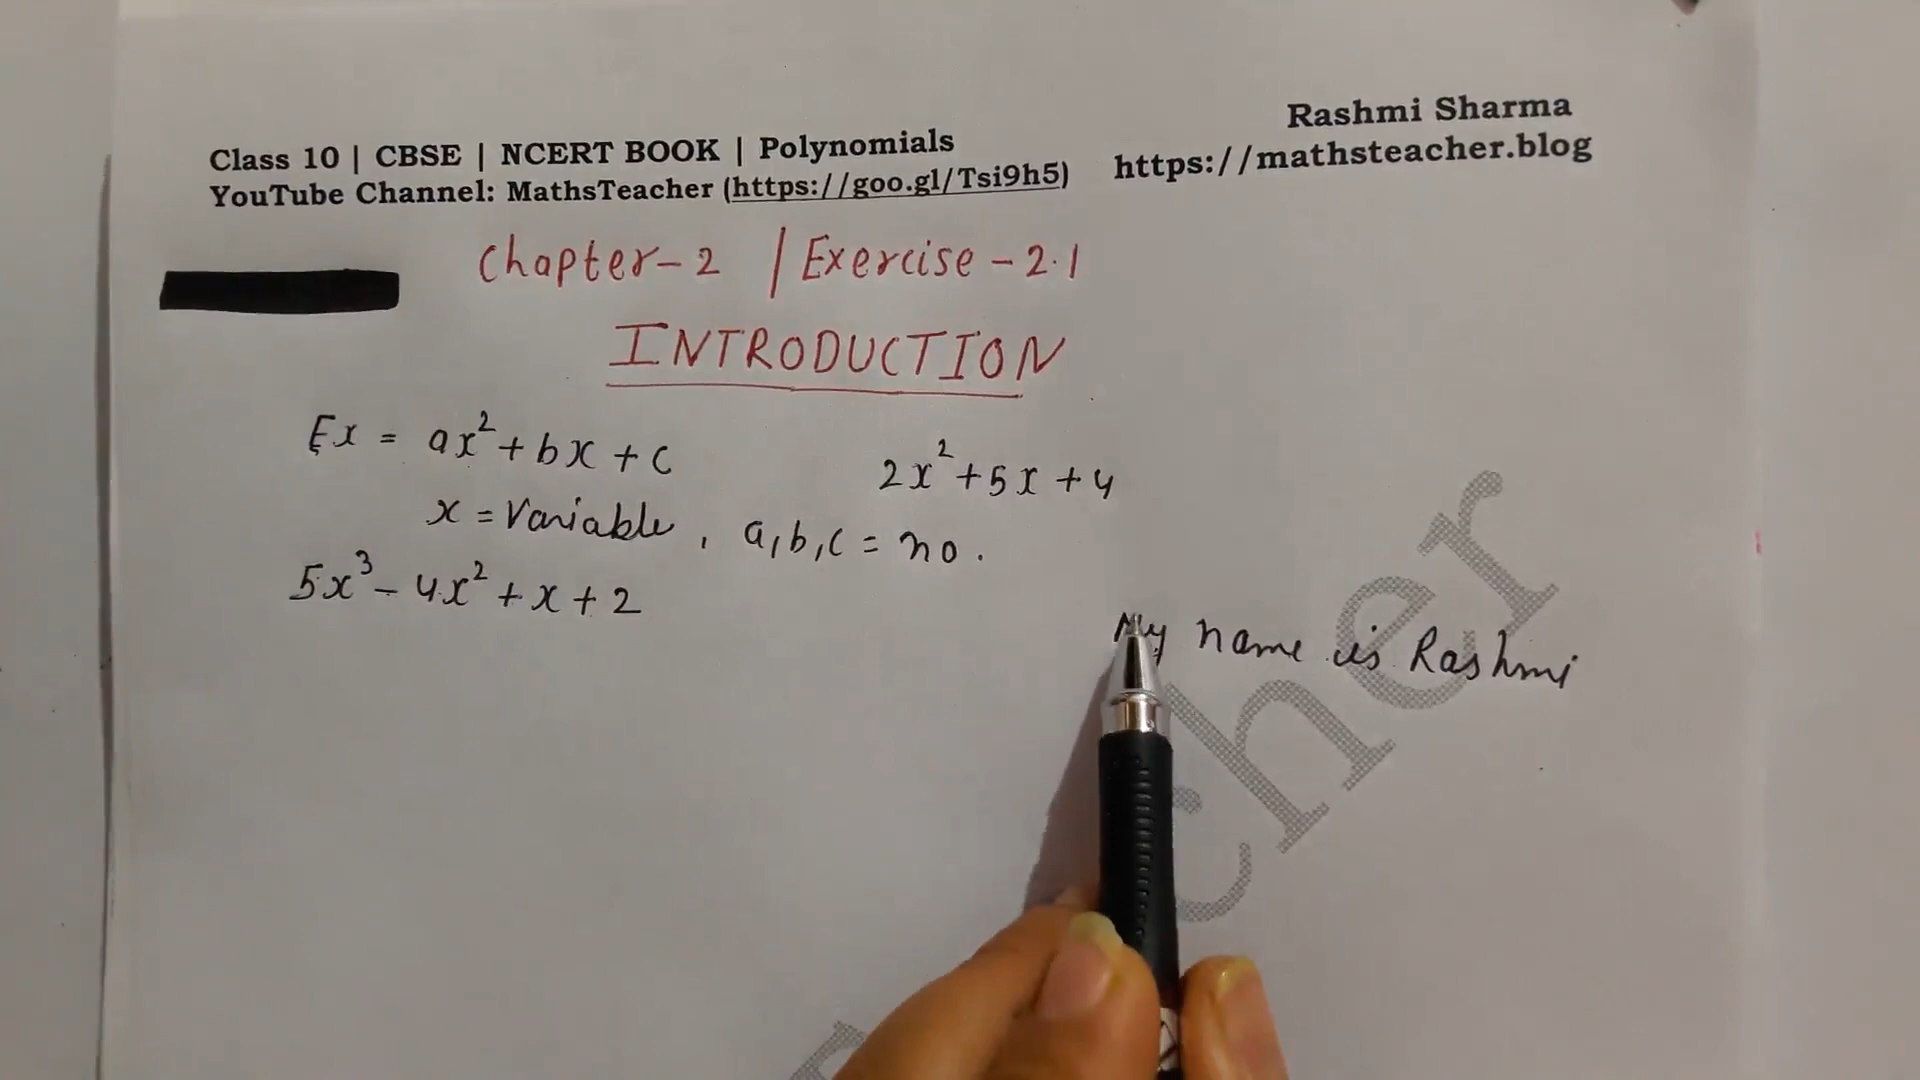 Rashmi Sharma
Class 10 | CBSE | NCERT BOOK | Polynomials
https://mathsteacher.blog
YouTube Channel: MathsTeacher (https://goo.gl/Tsi9h5)
Chapter-2 / Exercise-2.1
INTRODUCTION
Ex = ax²+bx+c
2x²+5x+4
x = Variable, a,b,c = no.
5x³-4x²+x+2
My name is Rashmi
cher